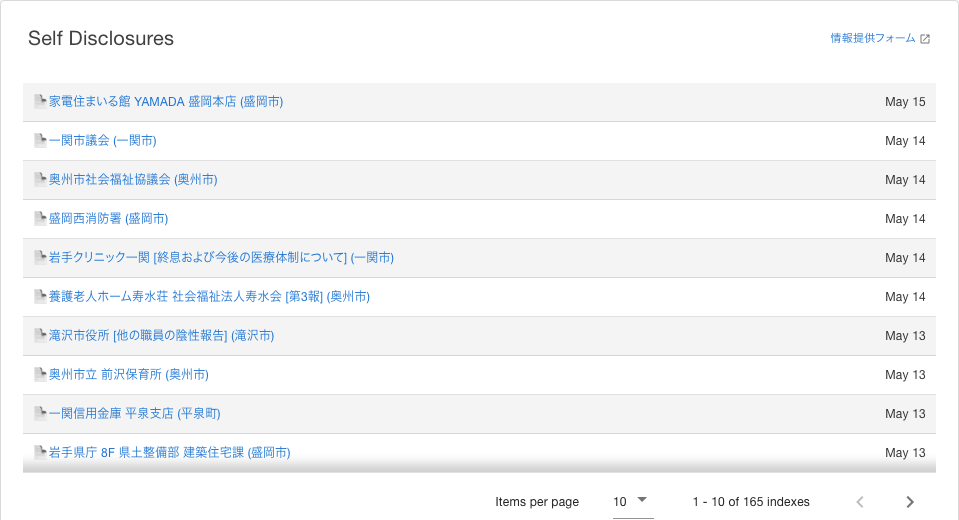 Self Disclosures
情報提供フォーム
家電住まいる館 YAMADA 盛岡本店 (盛岡市) May 15
一関市議会 (一関市) May 14
奥州市社会福祉協議会 (奥州市) May 14
盛岡西消防署 (盛岡市) May 14
岩手クリニック一関 [終息および今後の医療体制について] (一関市) May 14
養護老人ホーム寿水荘 社会福祉法人寿水会 [第3報] (奥州市) May 14
滝沢市役所 [他の職員の陰性報告] (滝沢市) May 13
奥州市立 前沢保育所 (奥州市) May 13
一関信用金庫 平泉支店 (平泉町) May 13
岩手県庁 8F 県土整備部 建築住宅課 (盛岡市) May 13
Items per page 10 1 - 10 of 165 indexes